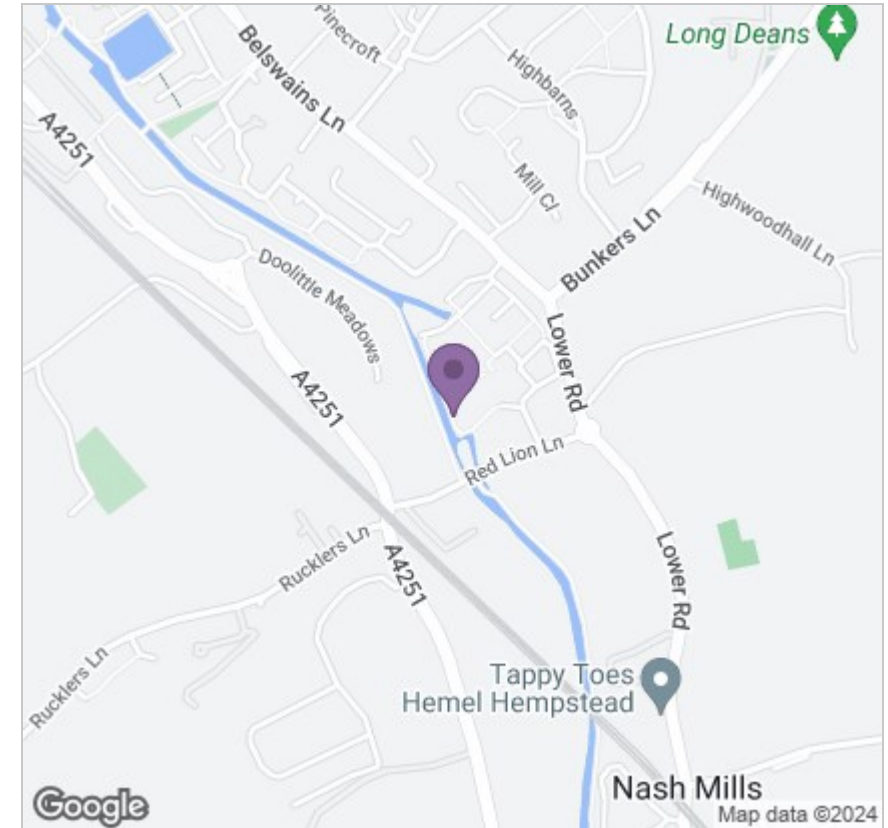 Pinecroft
Long Deans
Belswains Ln
Highbarns
A4251
Mill Cl
Highwoodhall Ln
Bunkers Ln
Doolittle Meadows
Lower Rd
A4251
Red Lion Ln
Rucklers Ln
A4251
Lower Rd
Rucklers Ln
Tappy Toes
Hemel Hempstead
Nash Mills
Google
Map data ©2024